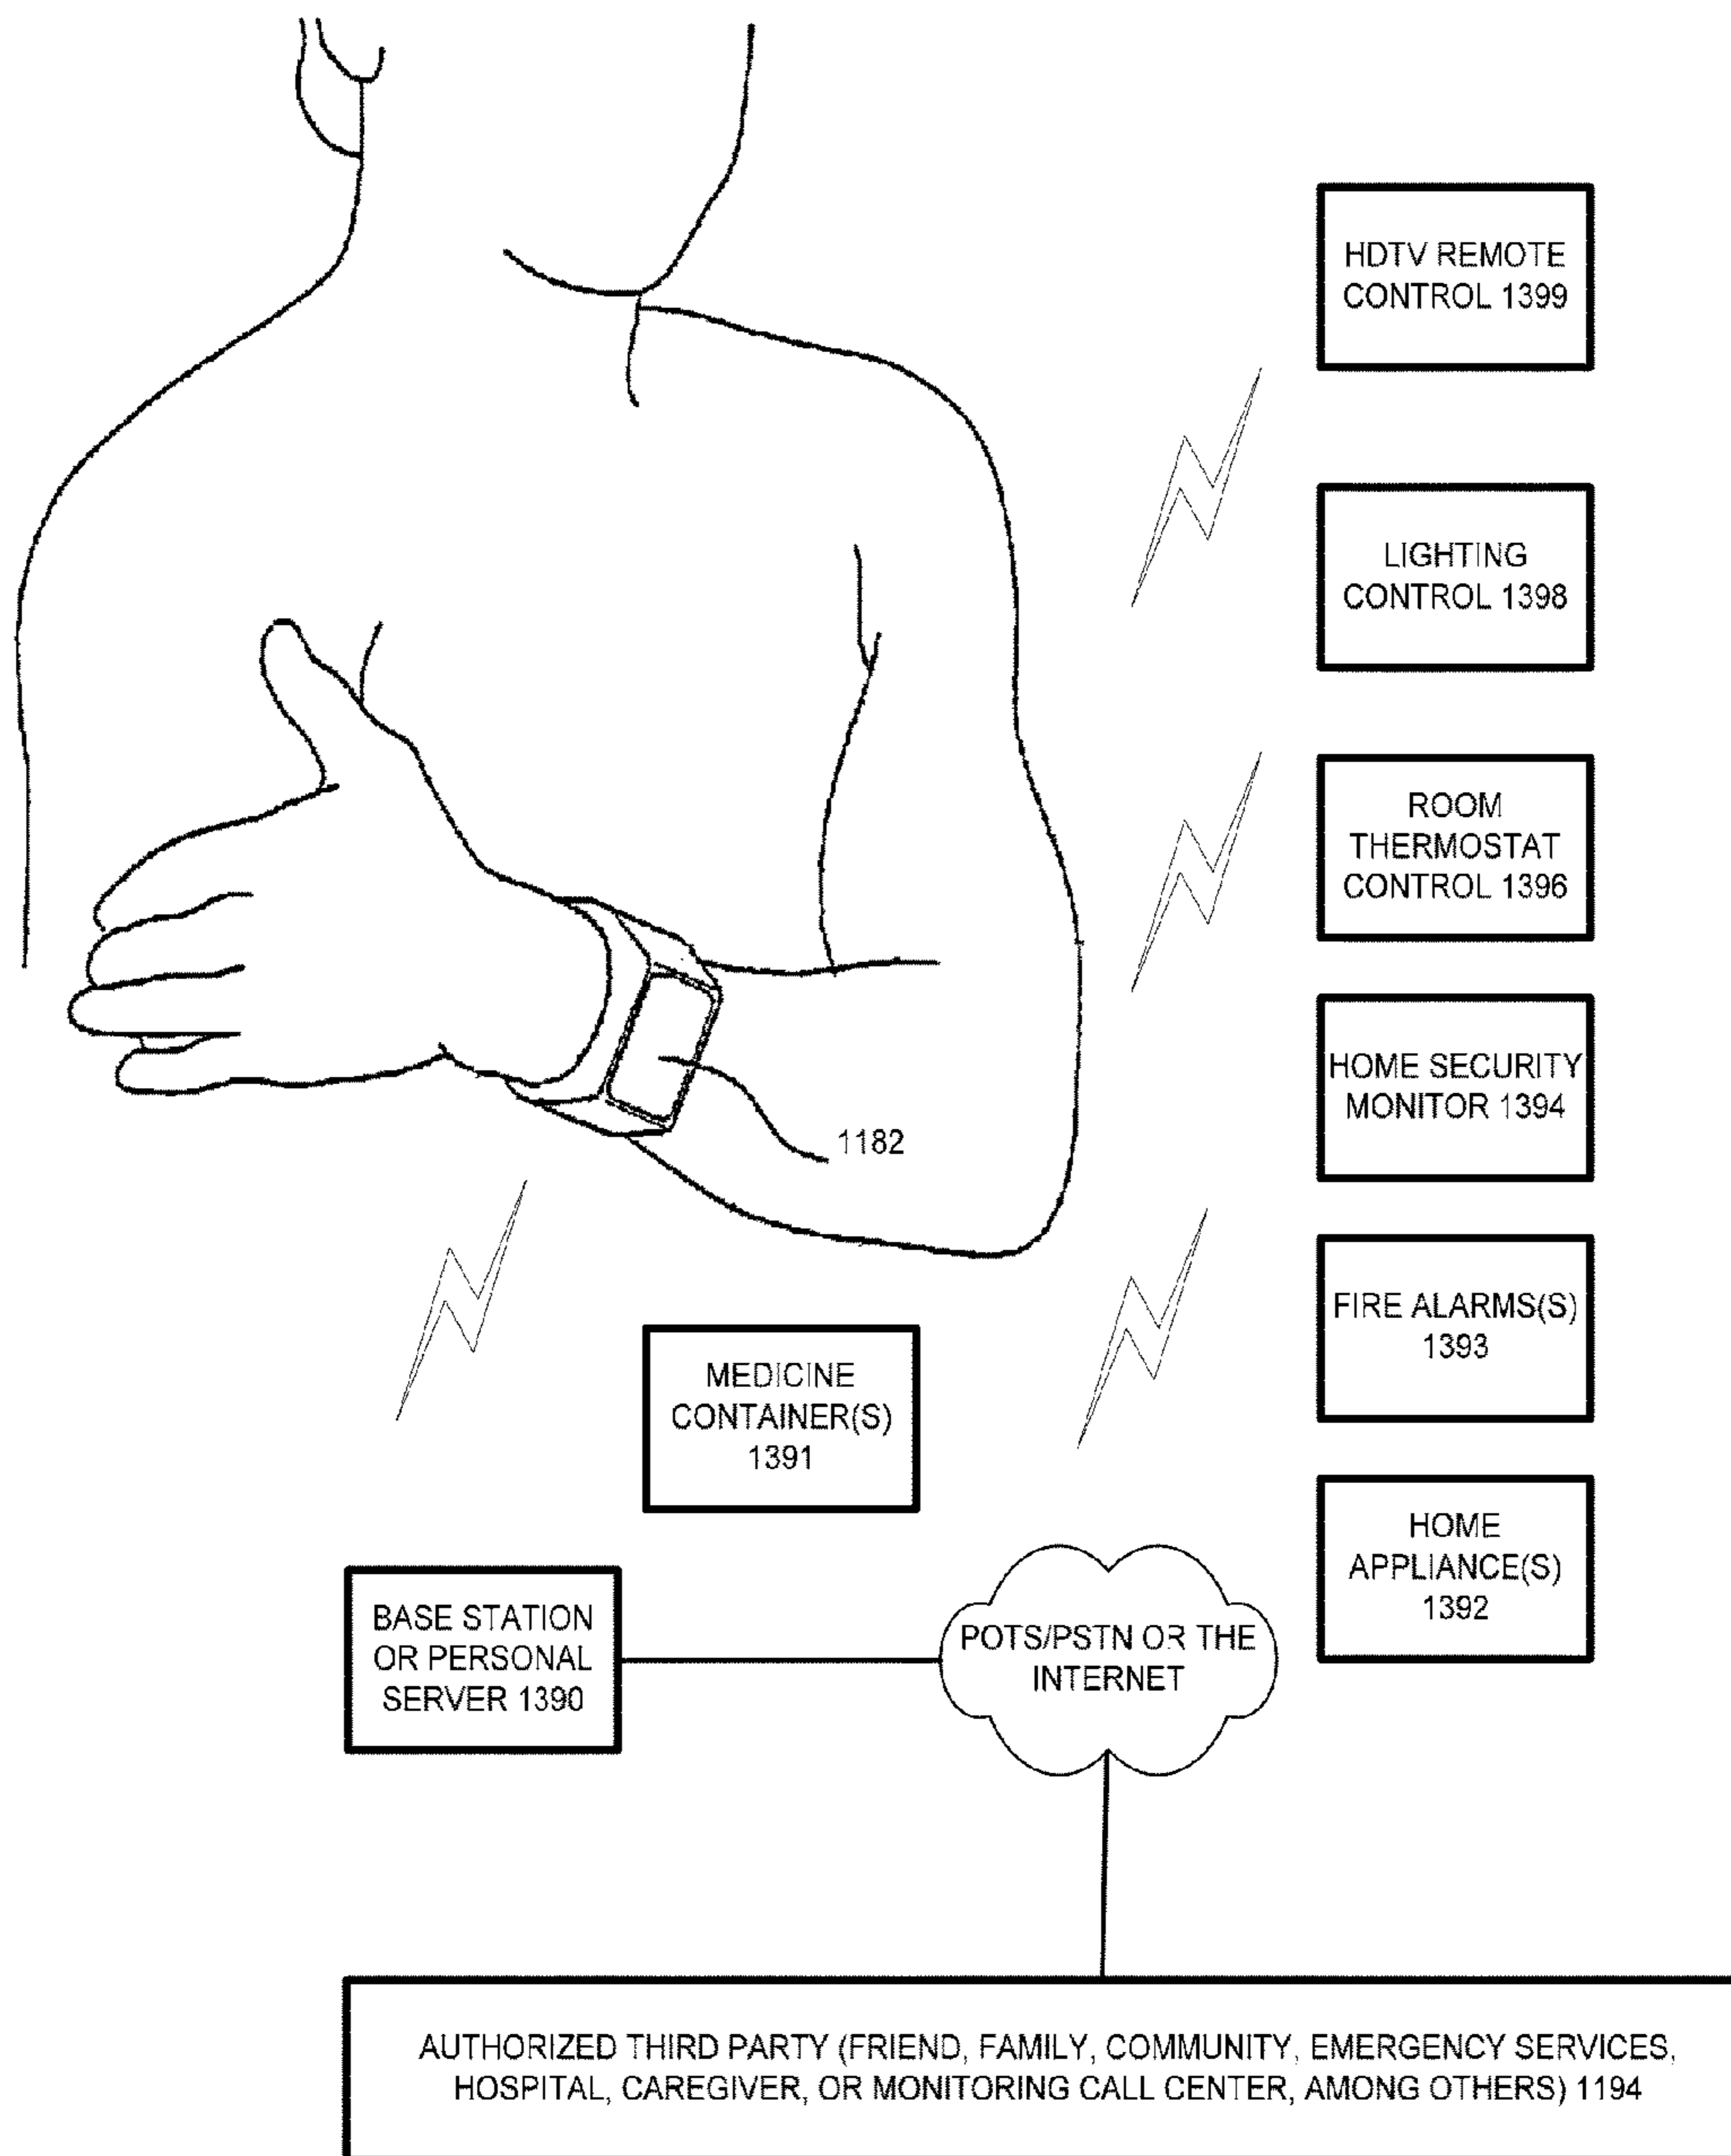 HDTV REMOTE
CONTROL 1399
LIGHTING
CONTROL 1398
ROOM
THERMOSTAT
CONTROL 1396
HOME SECURITY
MONITOR 1394
1182
FIRE ALARMS(S)
1393
MEDICINE
CONTAINER(S)
1391
HOME
APPLIANCE(S)
1392
BASE STATION
OR PERSONAL
SERVER 1390
POTS/PSTN OR THE
INTERNET
AUTHORIZED THIRD PARTY (FRIEND, FAMILY, COMMUNITY, EMERGENCY SERVICES,
HOSPITAL, CAREGIVER, OR MONITORING CALL CENTER, AMONG OTHERS) 1194